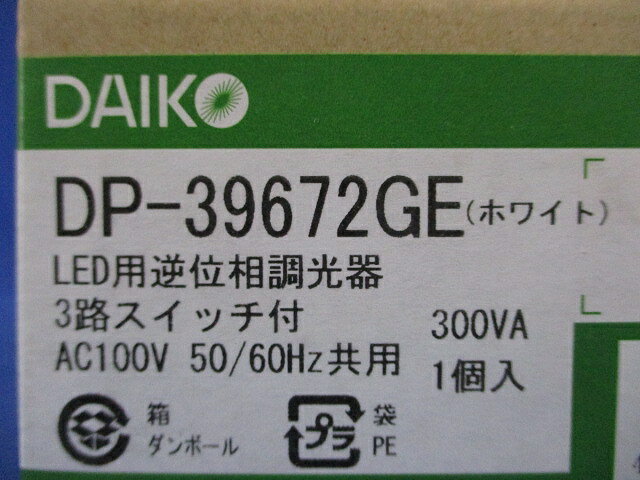 DAIKO
DP-39672GE(ホワイト)
LED用逆位相調光器
3路スイッチ付
300VA
AC100V 50/60Hz共用
1個入
箱
ダンボール
プラ
袋
PE